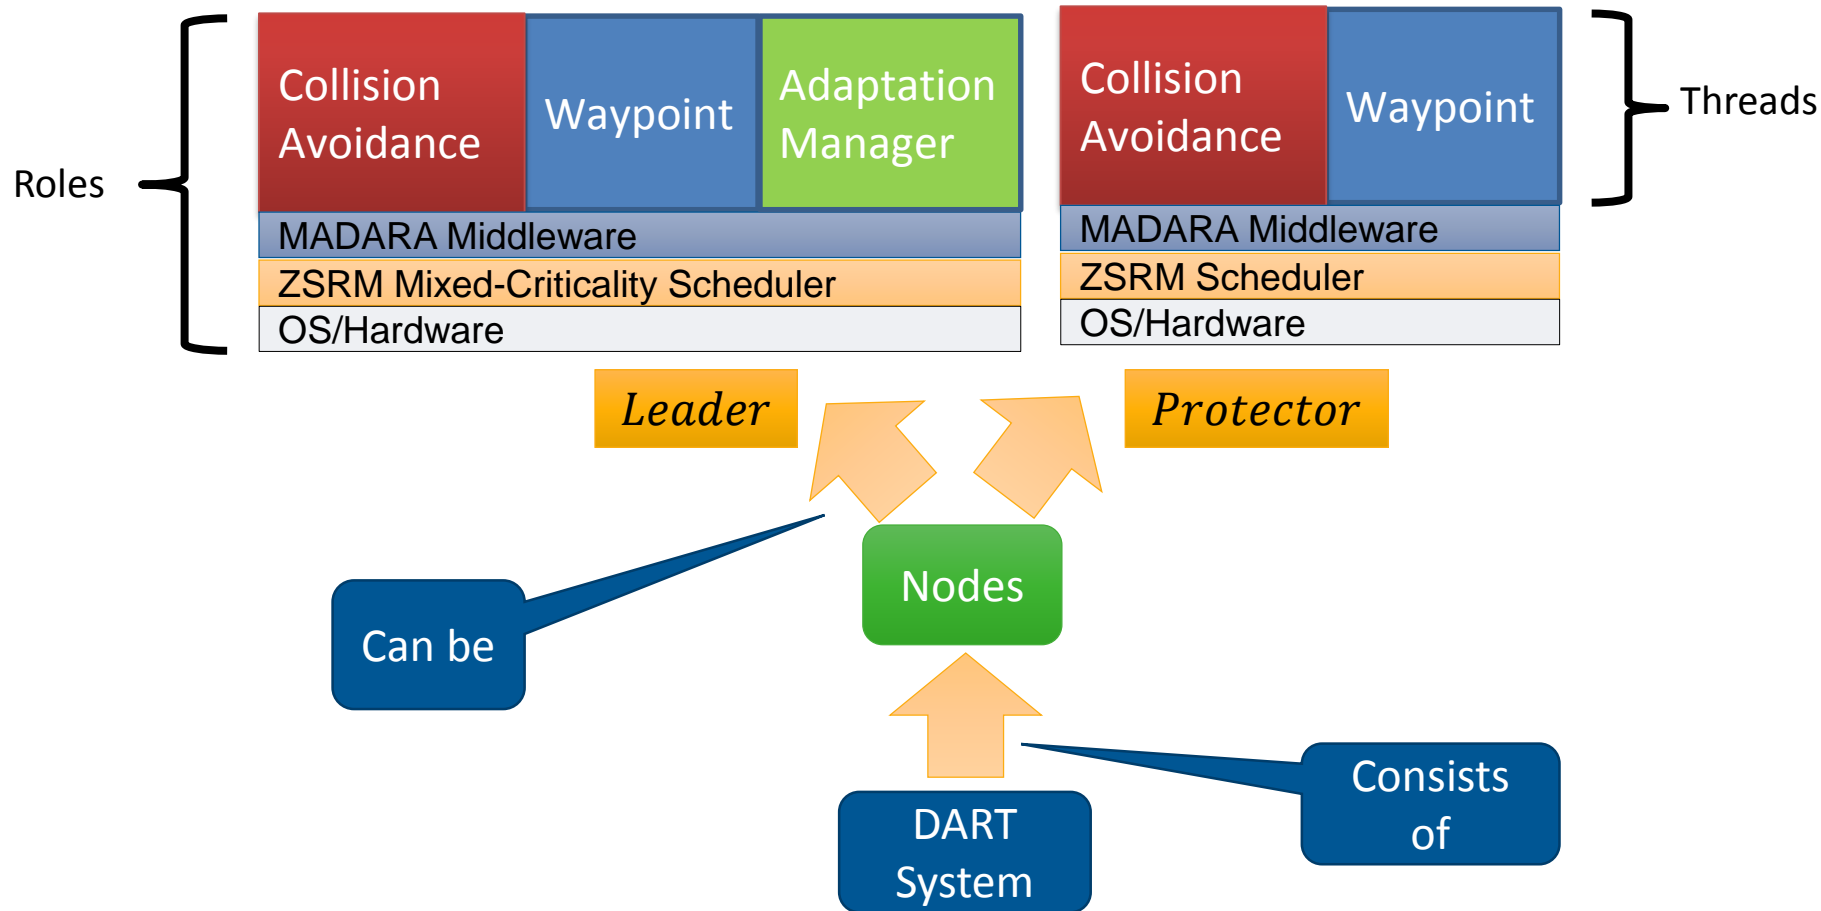 Roles
Collision
Avoidance
Waypoint
Adaptation
Manager
MADARA Middleware
ZSRM Mixed-Criticality Scheduler
OS/Hardware
Collision
Avoidance
Waypoint
MADARA Middleware
ZSRM Scheduler
OS/Hardware
Threads
Leader
Protector
Nodes
Can be
Consists
of
DART
System